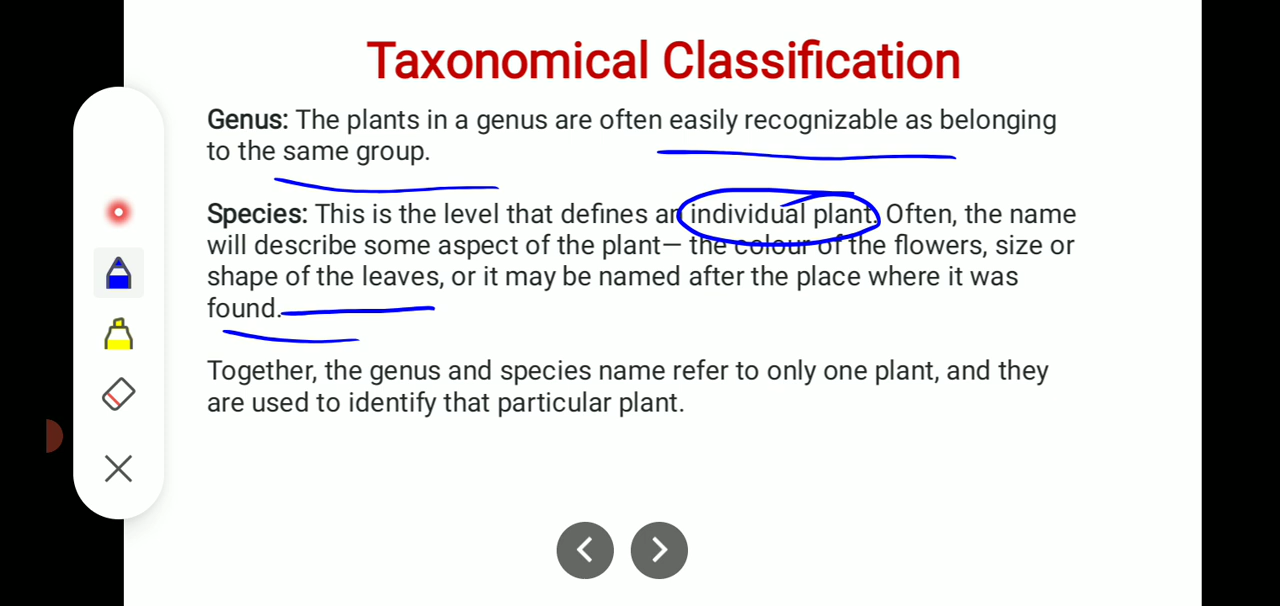 Taxonomical Classification
Genus: The plants in a genus are often easily recognizable as belonging
to the same group.
Species: This is the level that defines an individual plant. Often, the name
will describe some aspect of the plant— the colour of the flowers, size or
shape of the leaves, or it may be named after the place where it was
found.
Together, the genus and species name refer to only one plant, and they
are used to identify that particular plant.